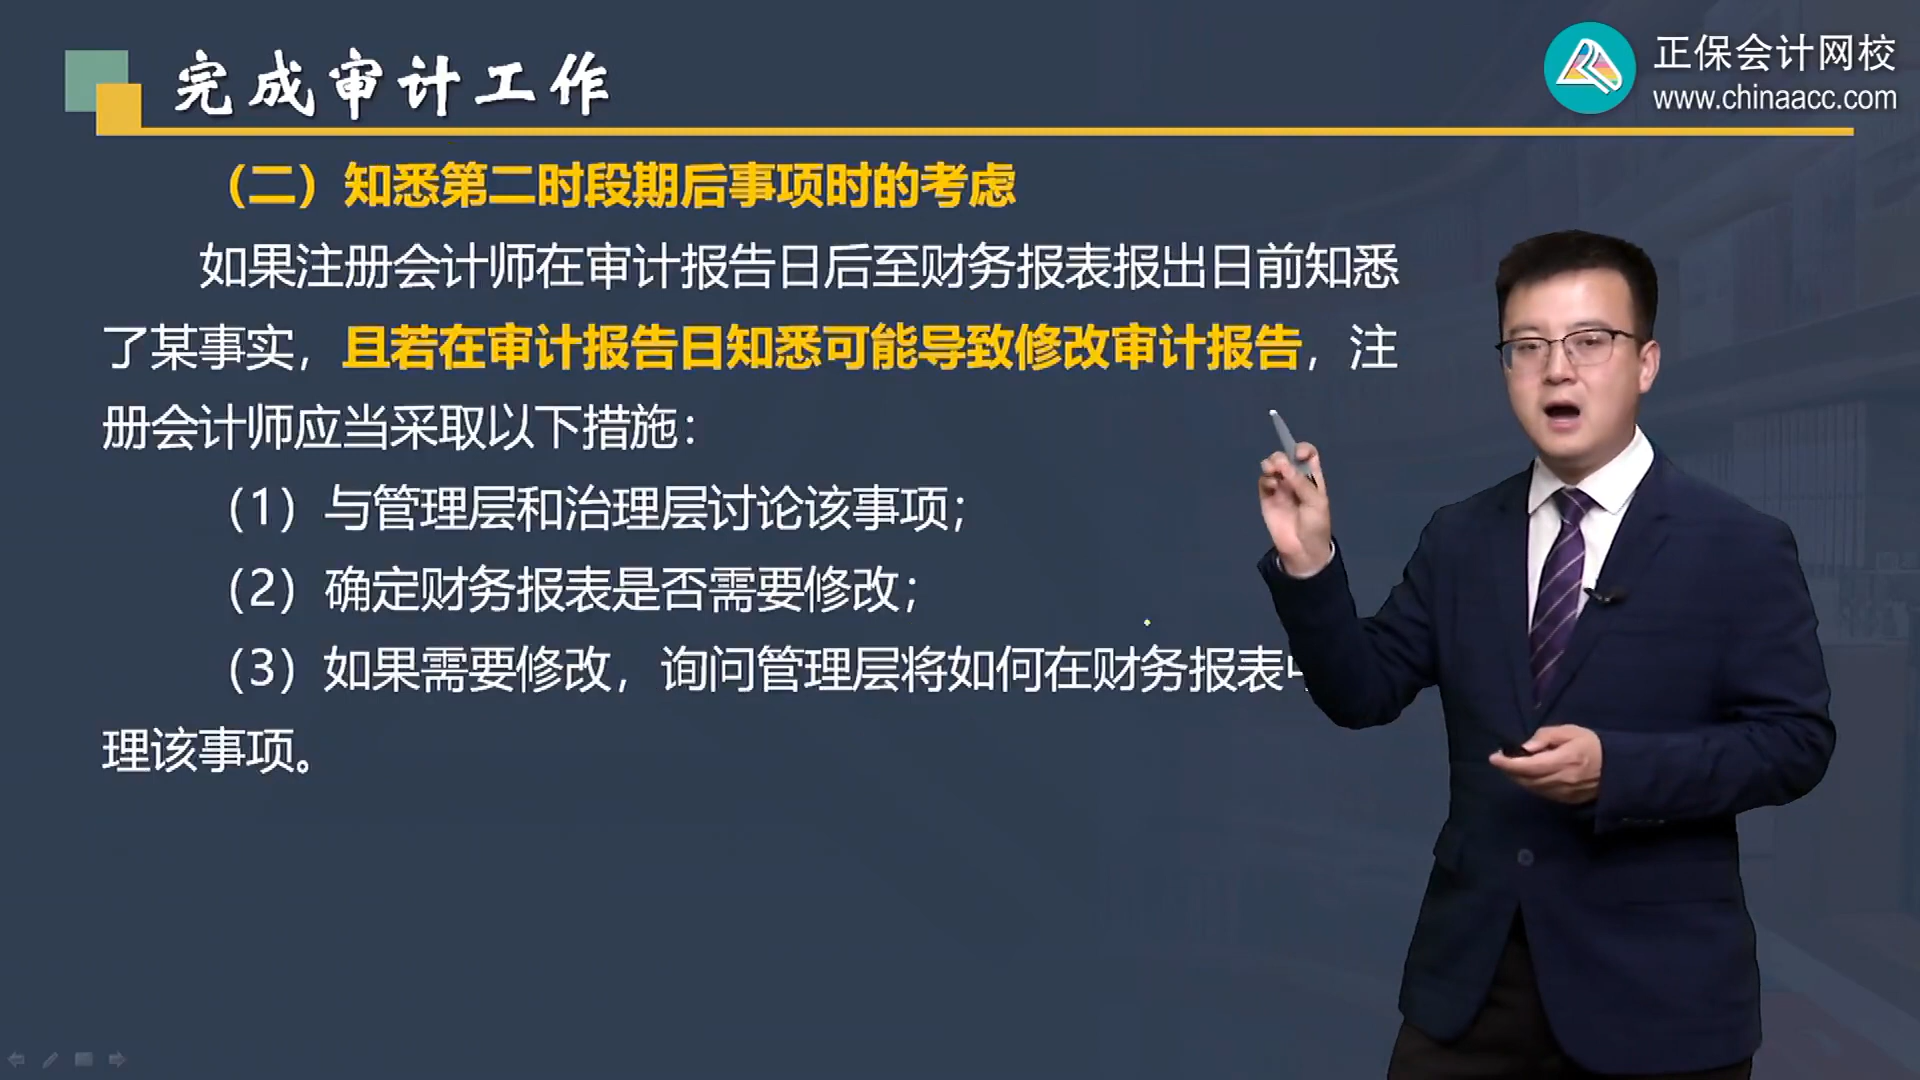 完成审计工作
正保会计网校
www.chinaacc.com
（二）知悉第二时段期后事项时的考虑
如果注册会计师在审计报告日后至财务报表报出日前知悉
了某事实，且若在审计报告日知悉可能导致修改审计报告，注
册会计师应当采取以下措施：
（1）与管理层和治理层讨论该事项；
（2）确定财务报表是否需要修改；
（3）如果需要修改，询问管理层将如何在财务报表
理该事项。